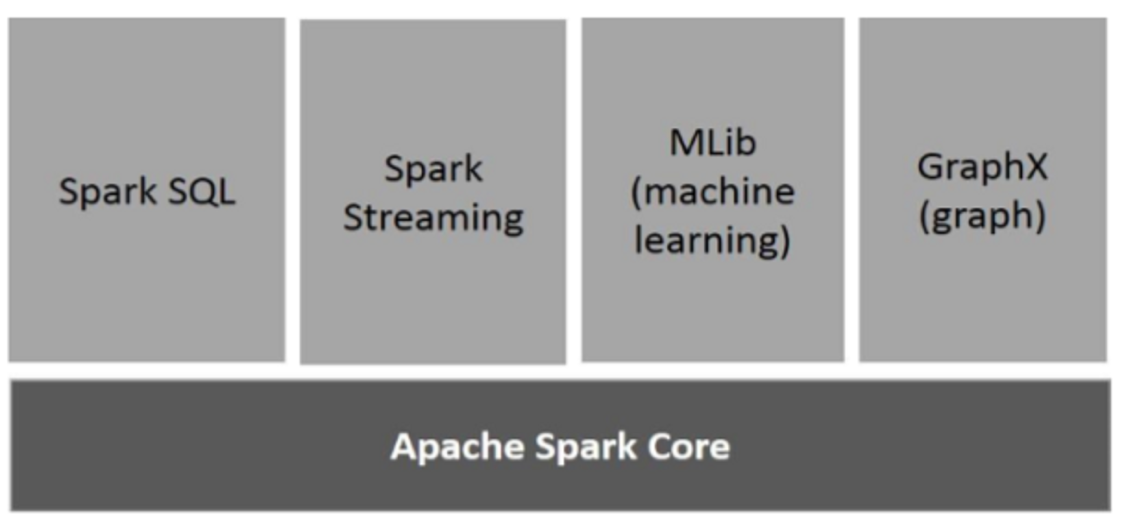 Spark SQL
Spark
Streaming
MLib
(machine
learning)
GraphX
(graph)
Apache Spark Core